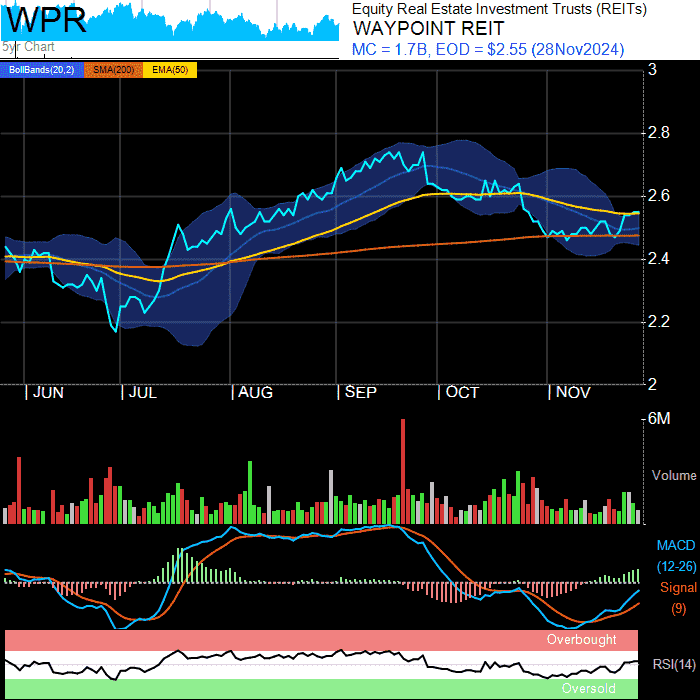 WPR
5yr Chart
Equity Real Estate Investment Trusts (REITs)
WAYPOINT REIT
MC = 1.7B, EOD = $2.55 (28Nov2024)
BollBands(20,2) SMA(200) EMA(50)
3
2.8
2.6
2.4
2.2
2
JUN JUL AUG SEP OCT NOV
6M
Volume
MACD
(12-26)
Signal
(9)
Overbought
RSI(14)
Oversold